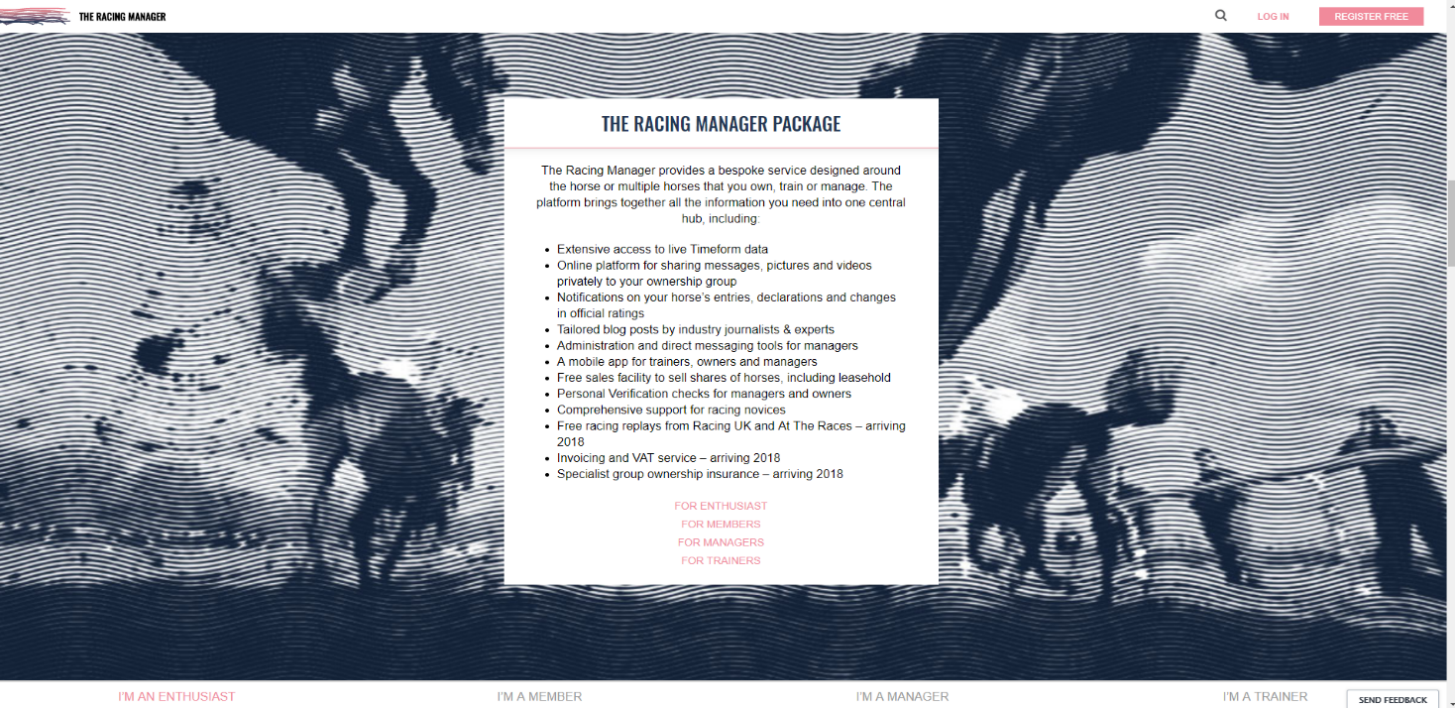 THE RACING MANAGER
LOG IN
REGISTER FREE
THE RACING MANAGER PACKAGE
The Racing Manager provides a bespoke service designed around
the horse or multiple horses that you own, train or manage. The
platform brings together all the information you need into one central
hub, including:
• Extensive access to live Timeform data
• Online platform for sharing messages, pictures and videos
privately to your ownership group
• Notifications on your horse's entries, declarations and changes
in official ratings
• Tailored blog posts by industry journalists & experts
• Administration and direct messaging tools for managers
• A mobile app for trainers, owners and managers
• Free sales facility to sell shares of horses, including leasehold
• Personal Verification checks for managers and owners
• Comprehensive support for racing novices
• Free racing replays from Racing UK and At The Races – arriving
2018
• Invoicing and VAT service – arriving 2018
• Specialist group ownership insurance – arriving 2018
FOR ENTHUSIAST
FOR MEMBERS
FOR MANAGERS
FOR TRAINERS
I'M AN ENTHUSIAST
I'M A MEMBER
I'M A MANAGER
I'M A TRAINER
SEND FEEDBACK